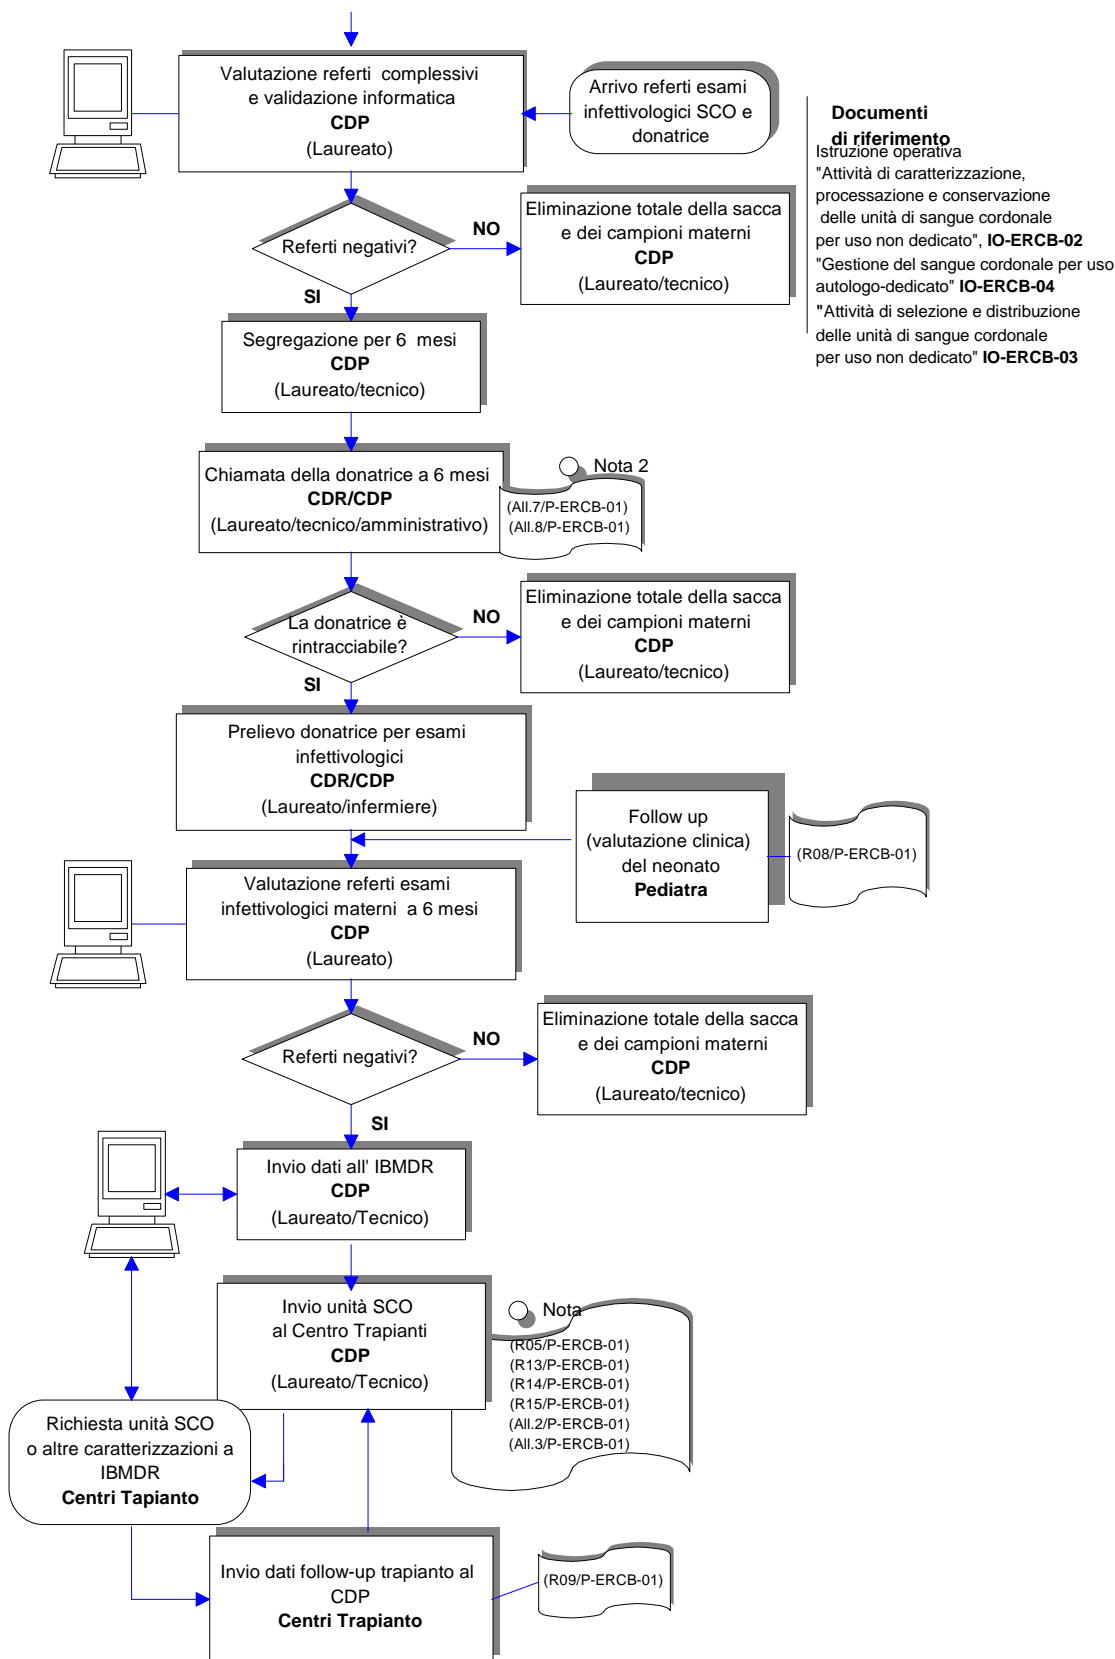 Valutazione referti complessivi
e validazione informatica
CDP
(Laureato)
Arrivo referti esami
infettivologici SCO e
donatrice
Documenti
di riferimento
Istruzione operativa
"Attività di caratterizzazione,
processazione e conservazione
delle unità di sangue cordonale
per uso non dedicato", IO-ERCB-02
"Gestione del sangue cordonale per uso
autologo-dedicato" IO-ERCB-04
"Attività di selezione e distribuzione
delle unità di sangue cordonale
per uso non dedicato" IO-ERCB-03
Referti negativi?
NO
SI
Eliminazione totale della sacca
e dei campioni materni
CDP
(Laureato/tecnico)
Segregazione per 6 mesi
CDP
(Laureato/tecnico)
Chiamata della donatrice a 6 mesi
CDR/CDP
(Laureato/tecnico/amministrativo)
Nota 2
(All.7/P-ERCB-01)
(All.8/P-ERCB-01)
La donatrice è
rintracciabile?
NO
SI
Eliminazione totale della sacca
e dei campioni materni
CDP
(Laureato/tecnico)
Prelievo donatrice per esami
infettivologici
CDR/CDP
(Laureato/infermiere)
Follow up
(valutazione clinica)
del neonato
Pediatra
(R08/P-ERCB-01)
Valutazione referti esami
infettivologici materni a 6 mesi
CDP
(Laureato)
Referti negativi?
NO
SI
Eliminazione totale della sacca
e dei campioni materni
CDP
(Laureato/tecnico)
Invio dati all' IBMDR
CDP
(Laureato/Tecnico)
Invio unità SCO
al Centro Trapianti
CDP
(Laureato/Tecnico)
Nota
(R05/P-ERCB-01)
(R13/P-ERCB-01)
(R14/P-ERCB-01)
(R15/P-ERCB-01)
(All.2/P-ERCB-01)
(All.3/P-ERCB-01)
Richiesta unità SCO
o altre caratterizzazioni a
IBMDR
Centri Tapianto
Invio dati follow-up trapianto al
CDP
Centri Trapianto
(R09/P-ERCB-01)